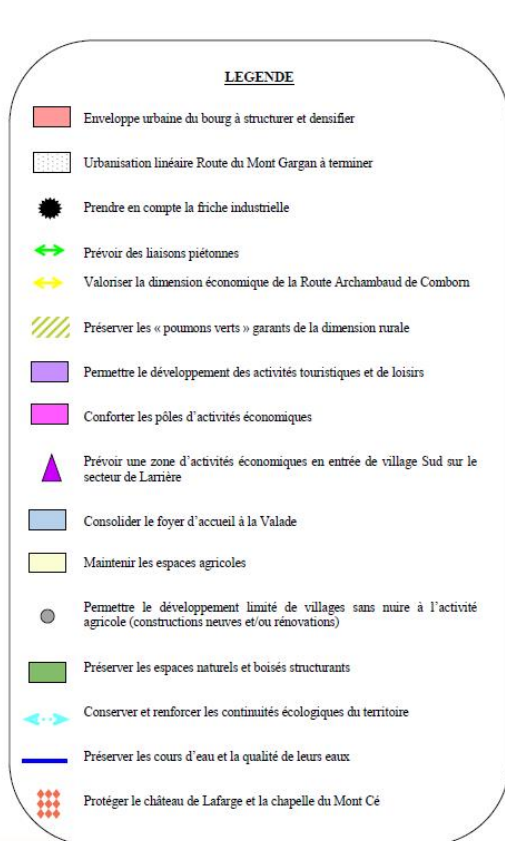 LEGENDE
Enveloppe urbaine du bourg à structurer et densifier
Urbanisation linéaire Route du Mont Gargan à terminer
Prendre en compte la friche industrielle
Prévoir des liaisons piétonnes
Valoriser la dimension économique de la Route Archambaud de Comborn
Préserver les « poumons verts » garants de la dimension rurale
Permettre le développement des activités touristiques et de loisirs
Conforter les pôles d'activités économiques
Prévoir une zone d'activités économiques en entrée de village Sud sur le
secteur de Larrière
Consolider le foyer d'accueil à la Valade
Maintenir les espaces agricoles
Permettre le développement limité de villages sans nuire à l'activité
agricole (constructions neuves et/ou rénovations)
Préserver les espaces naturels et boisés structurants
Conserver et renforcer les continuités écologiques du territoire
Préserver les cours d'eau et la qualité de leurs eaux
Protéger le château de Lafarge et la chapelle du Mont Cé